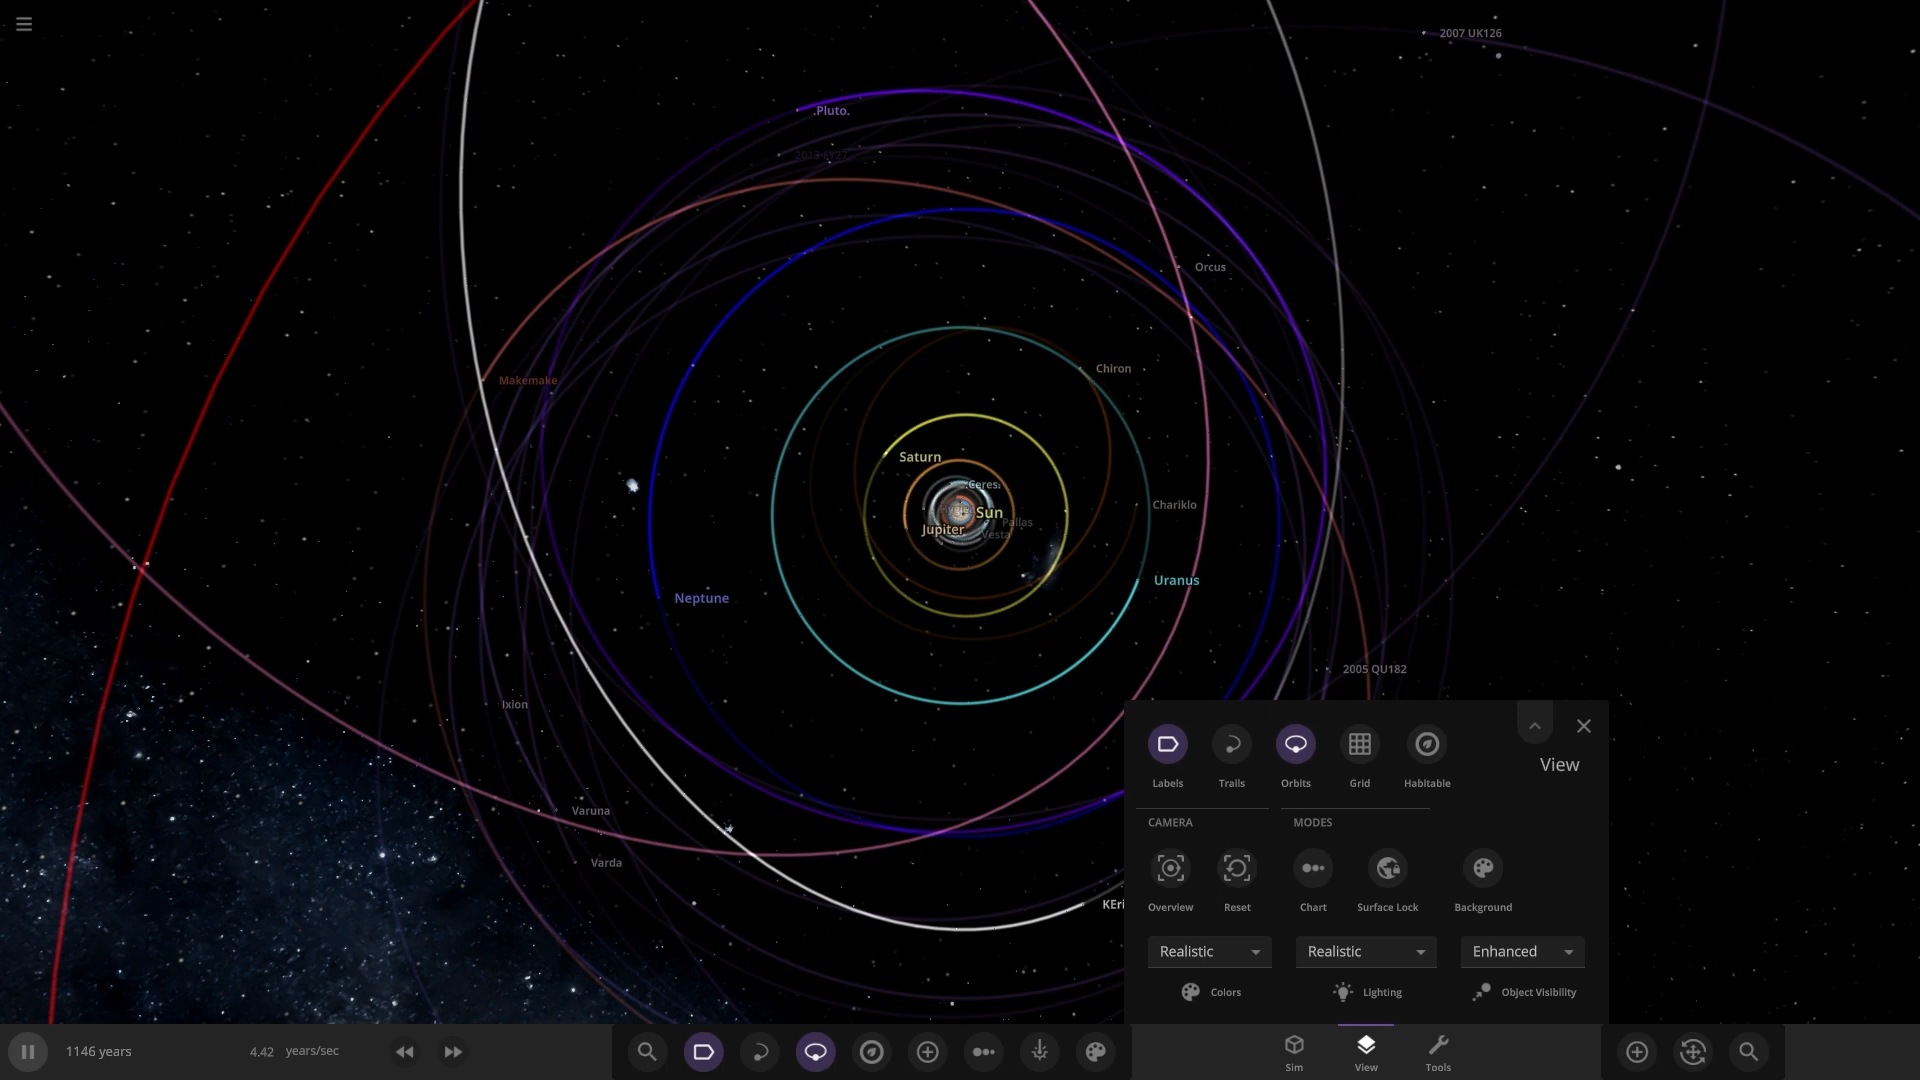 2007 UK126
.Pluto.
2013 FY27
Orcus
Chiron
Makemake
Saturn
.Ceres.
Sun
Chariklo
Pallas
Jupiter
Vesta
Uranus
Neptune
2005 QU182
Ixion
Varuna
Varda
KEri
View
Labels
Trails
Orbits
Grid
Habitable
CAMERA
MODES
Overview
Reset
Chart
Surface Lock
Background
Realistic
Realistic
Enhanced
Colors
Lighting
Object Visibility
1146 years
4.42 years/sec
Sim
View
Tools